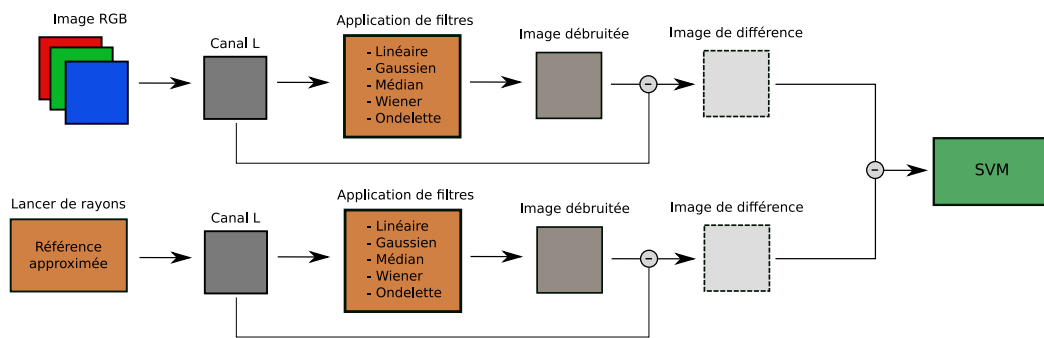 Image RGB
Canal L
Application de filtres
- Linéaire
- Gaussien
- Médian
- Wiener
- Ondelette
Image débruitée
Image de différence
SVM
Lancer de rayons
Référence
approximée
Canal L
Application de filtres
- Linéaire
- Gaussien
- Médian
- Wiener
- Ondelette
Image débruitée
Image de différence